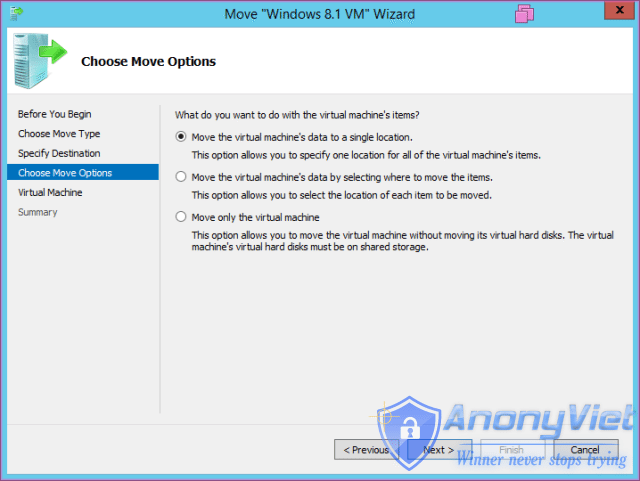 Move "Windows 8.1 VM" Wizard
x
Choose Move Options
Before You Begin
Choose Move Type
Specify Destination
Choose Move Options
Virtual Machine
Summary
What do you want to do with the virtual machine's items?
Move the virtual machine's data to a single location.
This option allows you to specify one location for all of the virtual machine's items.
Move the virtual machine's data by selecting where to move the items.
This option allows you to select the location of each item to be moved.
Move only the virtual machine
This option allows you to move the virtual machine without moving its virtual hard disks. The virtual
machine's virtual hard disks must be on shared storage.
AnonyViet
< Previous
Next >
Finish
Cancel
Winner never stops trying